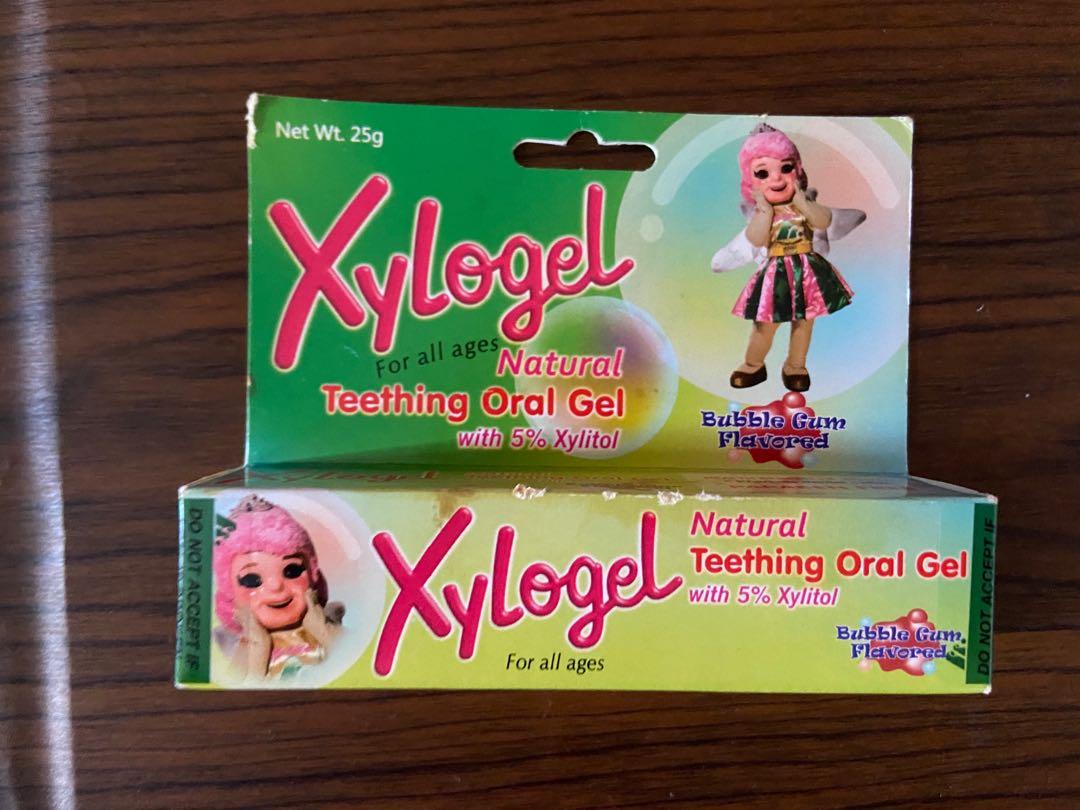 Net Wt. 25g
Xylogel
For all ages
Natural
Teething Oral Gel
with 5% Xylitol
Bubble Gum
Flavored
Xylogel
For all ages
Natural
Teething Oral Gel
with 5% Xylitol
Bubble Gum
Flavored
DO NOT ACCEPT IF
DO NOT ACCEPT IF